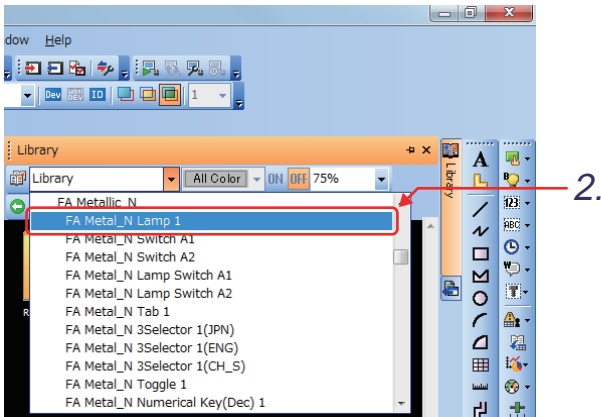 dow Help
Dev DEV ID 1
Library
Library All Color ON OFF 75%
FA Metallic N
FA Metal_N Lamp 1
2.
FA Metal_N Switch A1
FA Metal_N Switch A2
FA Metal_N Lamp Switch A1
FA Metal_N Lamp Switch A2
FA Metal_N Tab 1
FA Metal_N 3Selector 1(JPN)
FA Metal_N 3Selector 1(ENG)
FA Metal_N 3Selector 1(CH_S)
FA Metal_N Toggle 1
FA Metal_N Numerical Key(Dec) 1
R
Library
A
123
ABC
T